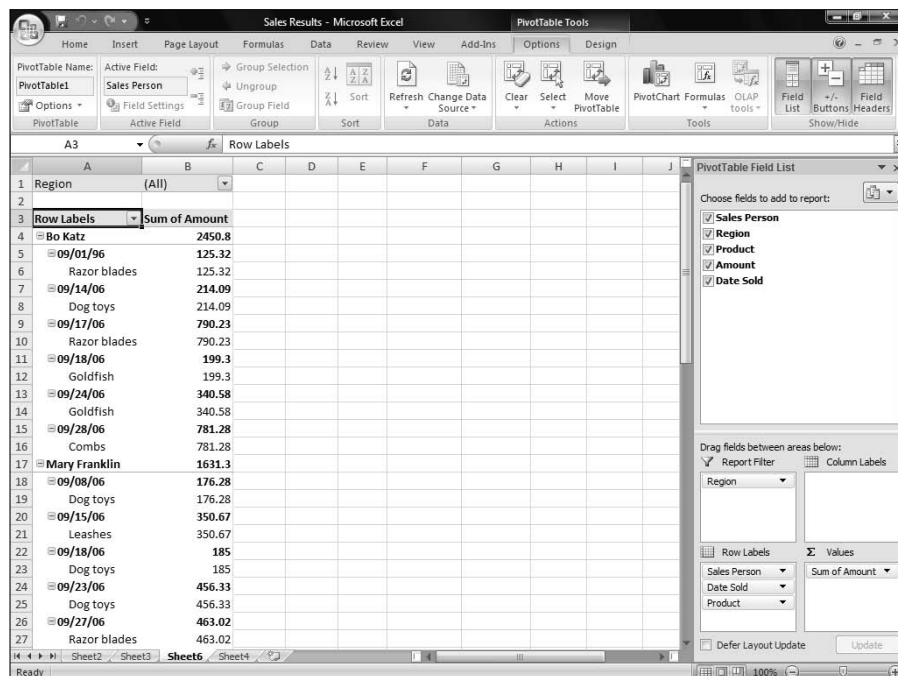 Sales Results - Microsoft Excel
PivotTable Tools
Home Insert Page Layout Formulas Data Review View Add-Ins Options Design
PivotTable Name:
PivotTable1
Options
PivotTable
Active Field:
Sales Person
Field Settings
Active Field
Group Selection
Ungroup
Group Field
Group
Sort
Sort
Refresh
Change Data Source
Data
Clear
Select
Move PivotTable
Actions
PivotChart
Formulas
OLAP tools
Tools
Field List
+/- Buttons
Field Headers
Show/Hide
A3 fx Row Labels
A B C D E F G H I J
1 Region (All)
2
3 Row Labels Sum of Amount
4 Bo Katz 2450.8
5 09/01/96 125.32
6 Razor blades 125.32
7 09/14/06 214.09
8 Dog toys 214.09
9 09/17/06 790.23
10 Razor blades 790.23
11 09/18/06 199.3
12 Goldfish 199.3
13 09/24/06 340.58
14 Goldfish 340.58
15 09/28/06 781.28
16 Combs 781.28
17 Mary Franklin 1631.3
18 09/08/06 176.28
19 Dog toys 176.28
20 09/15/06 350.67
21 Leashes 350.67
22 09/18/06 185
23 Dog toys 185
24 09/23/06 456.33
25 Dog toys 456.33
26 09/27/06 463.02
27 Razor blades 463.02
Sheet2 Sheet3 Sheet6 Sheet4
Ready
100%
PivotTable Field List
Choose fields to add to report:
Sales Person
Region
Product
Amount
Date Sold
Drag fields between areas below:
Report Filter
Column Labels
Region
Row Labels
Σ Values
Sales Person
Sum of Amount
Date Sold
Product
Defer Layout Update
Update